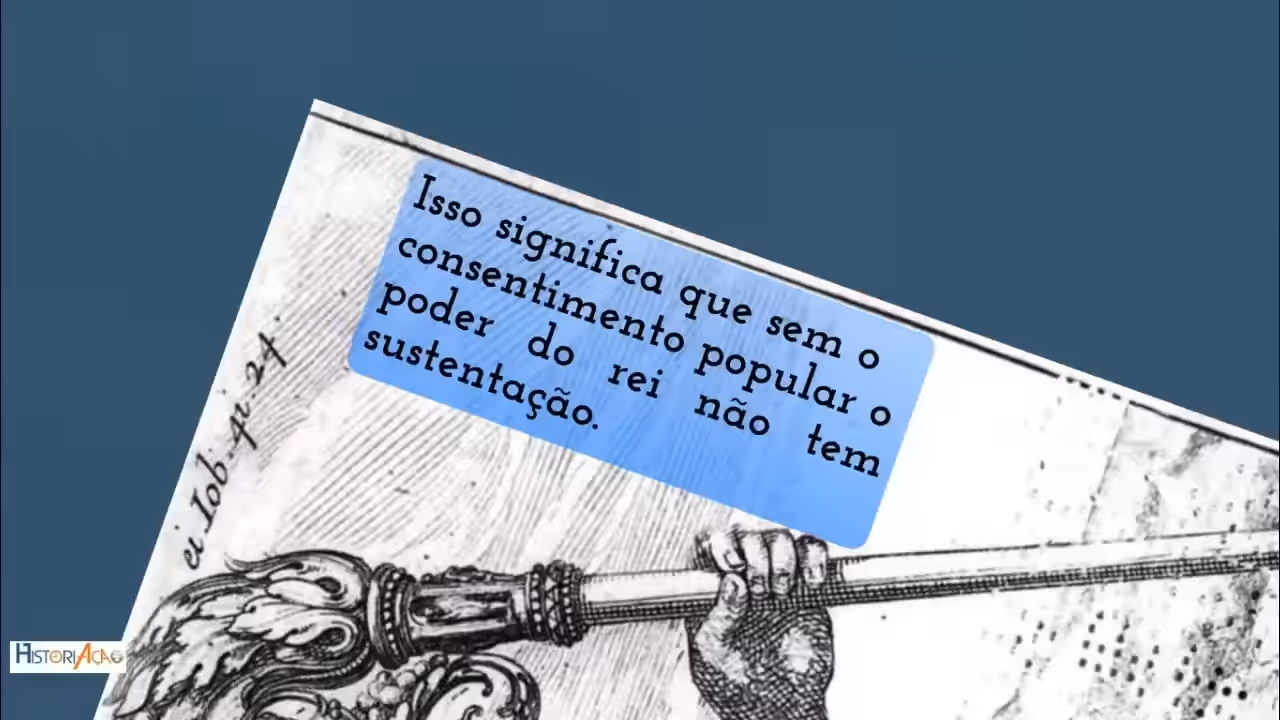 Isso significa que sem o
consentimento popular o
poder do rei não tem
sustentação.
ei Iob. 41. 24.
HISTORIAÇÃO